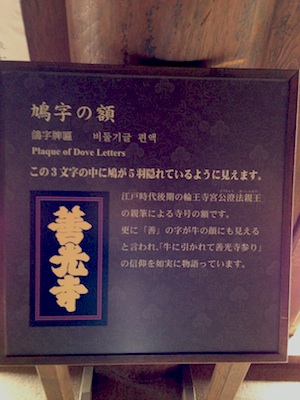 鳩字の額
鴿字牌匾 비둘기글 편액
Plaque of Dove Letters
この3文字の中に鳩が5羽隠れているように見えます。
江戸時代後期の輪王寺宮公澄法親王
の親筆による寺号の額です。
更に「善」の字が牛の顔にも見える
と言われ、「牛に引かれて善光寺参り」
の信仰を如実に物語っています。
善光寺